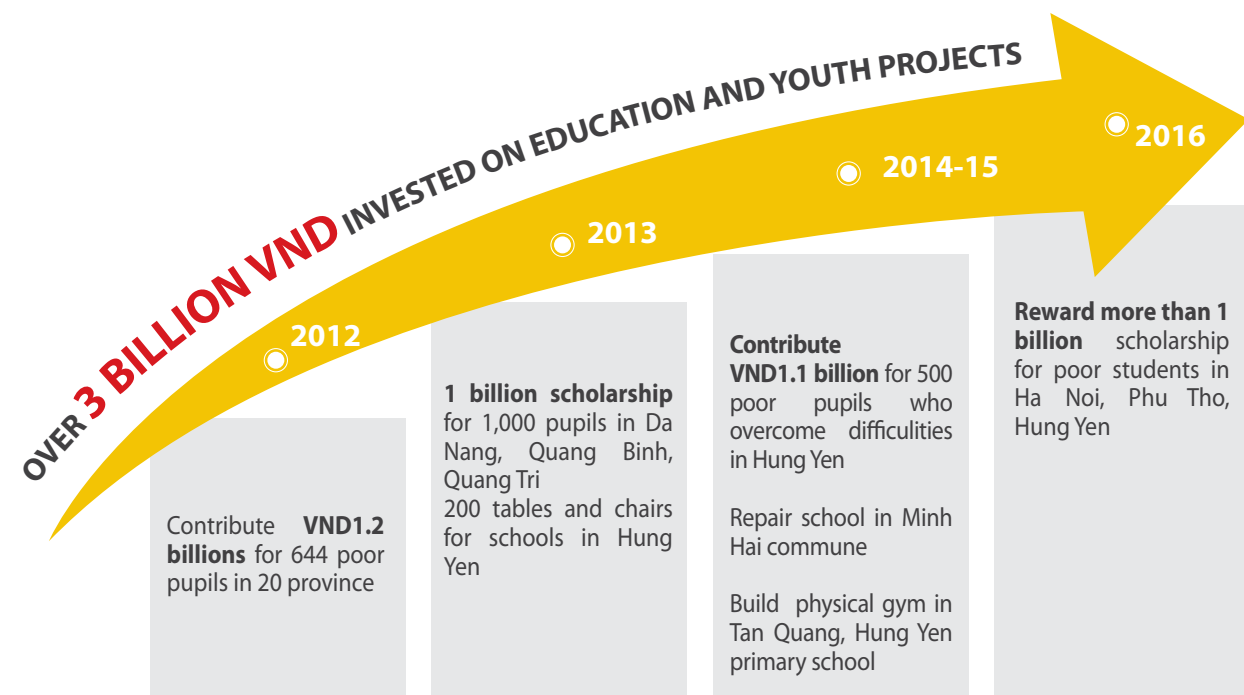 OVER 3 BILLION VND INVESTED ON EDUCATION AND YOUTH PROJECTS
2012
Contribute VND1.2
billions for 644 poor
pupils in 20 province
2013
1 billion scholarship
for 1,000 pupils in Da
Nang, Quang Binh,
Quang Tri
200 tables and chairs
for schools in Hung
Yen
2014-15
Contribute
VND1.1 billion for 500
poor pupils who
overcome difficulities
in Hung Yen
Repair school in Minh
Hai commune
Build physical gym in
Tan Quang, Hung Yen
primary school
2016
Reward more than 1
billion scholarship
for poor students in
Ha Noi, Phu Tho,
Hung Yen